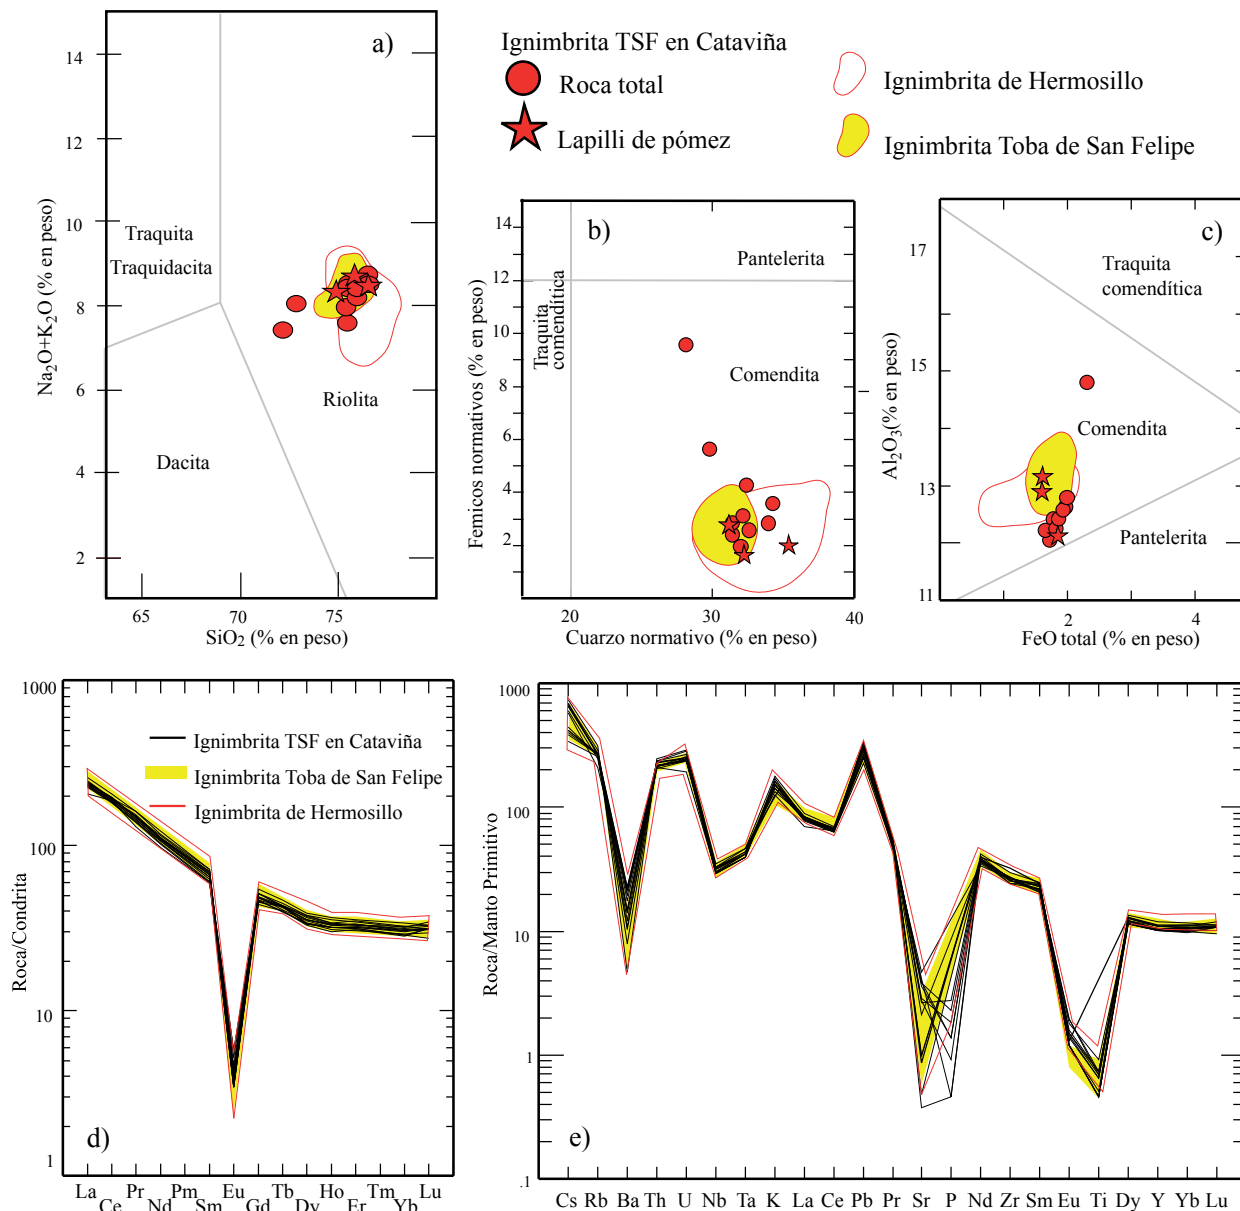 a)
14
12
10
8
6
4
2
Na₂O+K₂O (% en peso)
Traquita
Traquidacita
Riolita
Dacita
65
70
75
SiO₂ (% en peso)
Ignimbrita TSF en Cataviña
Roca total
Lapilli de pómez
Ignimbrita de Hermosillo
Ignimbrita Toba de San Felipe
b)
14
12
10
8
6
4
2
Femicos normativos (% en peso)
Traquita
comendítica
Pantelerita
Comendita
20
30
40
Cuarzo normativo (% en peso)
c)
17
15
13
11
Al₂O₃(% en peso)
Traquita
comendítica
Comendita
Pantelerita
2
4
FeO total (% en peso)
1000
100
10
1
Roca/Condrita
Ignimbrita TSF en Cataviña
Ignimbrita Toba de San Felipe
Ignimbrita de Hermosillo
d)
La Pr Pm Eu Tb Ho Tm Lu
Ce Nd Sm Gd Dy Er Yb
1000
100
10
1
.1
Roca/Manto Primitivo
e)
Cs Rb Ba Th U Nb Ta K La Ce Pb Pr Sr P Nd Zr Sm Eu Ti Dy Y Yb Lu